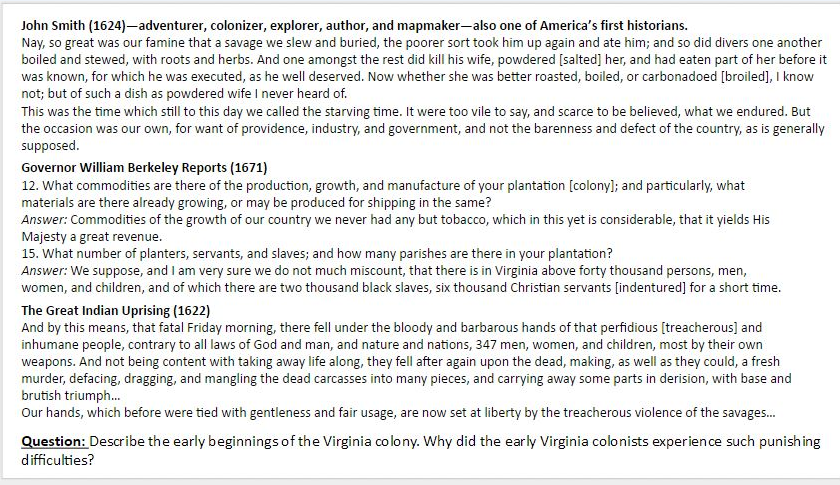 John Smith (1624)—adventurer, colonizer, explorer, author, and mapmaker—also one of America's first historians.
Nay, so great was our famine that a savage we slew and buried, the poorer sort took him up again and ate him; and so did divers one another
boiled and stewed, with roots and herbs. And one amongst the rest did kill his wife, powdered [salted] her, and had eaten part of her before it
was known, for which he was executed, as he well deserved. Now whether she was better roasted, boiled, or carbonadoed [broiled], I know
not; but of such a dish as powdered wife I never heard of.
This was the time which still to this day we called the starving time. It were too vile to say, and scarce to be believed, what we endured. But
the occasion was our own, for want of providence, industry, and government, and not the barenness and defect of the country, as is generally
supposed.
Governor William Berkeley Reports (1671)
12. What commodities are there of the production, growth, and manufacture of your plantation [colony]; and particularly, what
materials are there already growing, or may be produced for shipping in the same?
Answer: Commodities of the growth of our country we never had any but tobacco, which in this yet is considerable, that it yields His
Majesty a great revenue.
15. What number of planters, servants, and slaves; and how many parishes are there in your plantation?
Answer: We suppose, and I am very sure we do not much miscount, that there is in Virginia above forty thousand persons, men,
women, and children, and of which there are two thousand black slaves, six thousand Christian servants [indentured] for a short time.
The Great Indian Uprising (1622)
And by this means, that fatal Friday morning, there fell under the bloody and barbarous hands of that perfidious [treacherous] and
inhumane people, contrary to all laws of God and man, and nature and nations, 347 men, women, and children, most by their own
weapons. And not being content with taking away life along, they fell after again upon the dead, making, as well as they could, a fresh
murder, defacing, dragging, and mangling the dead carcasses into many pieces, and carrying away some parts in derision, with base and
brutish triumph...
Our hands, which before were tied with gentleness and fair usage, are now set at liberty by the treacherous violence of the savages...
Question: Describe the early beginnings of the Virginia colony. Why did the early Virginia colonists experience such punishing
difficulties?